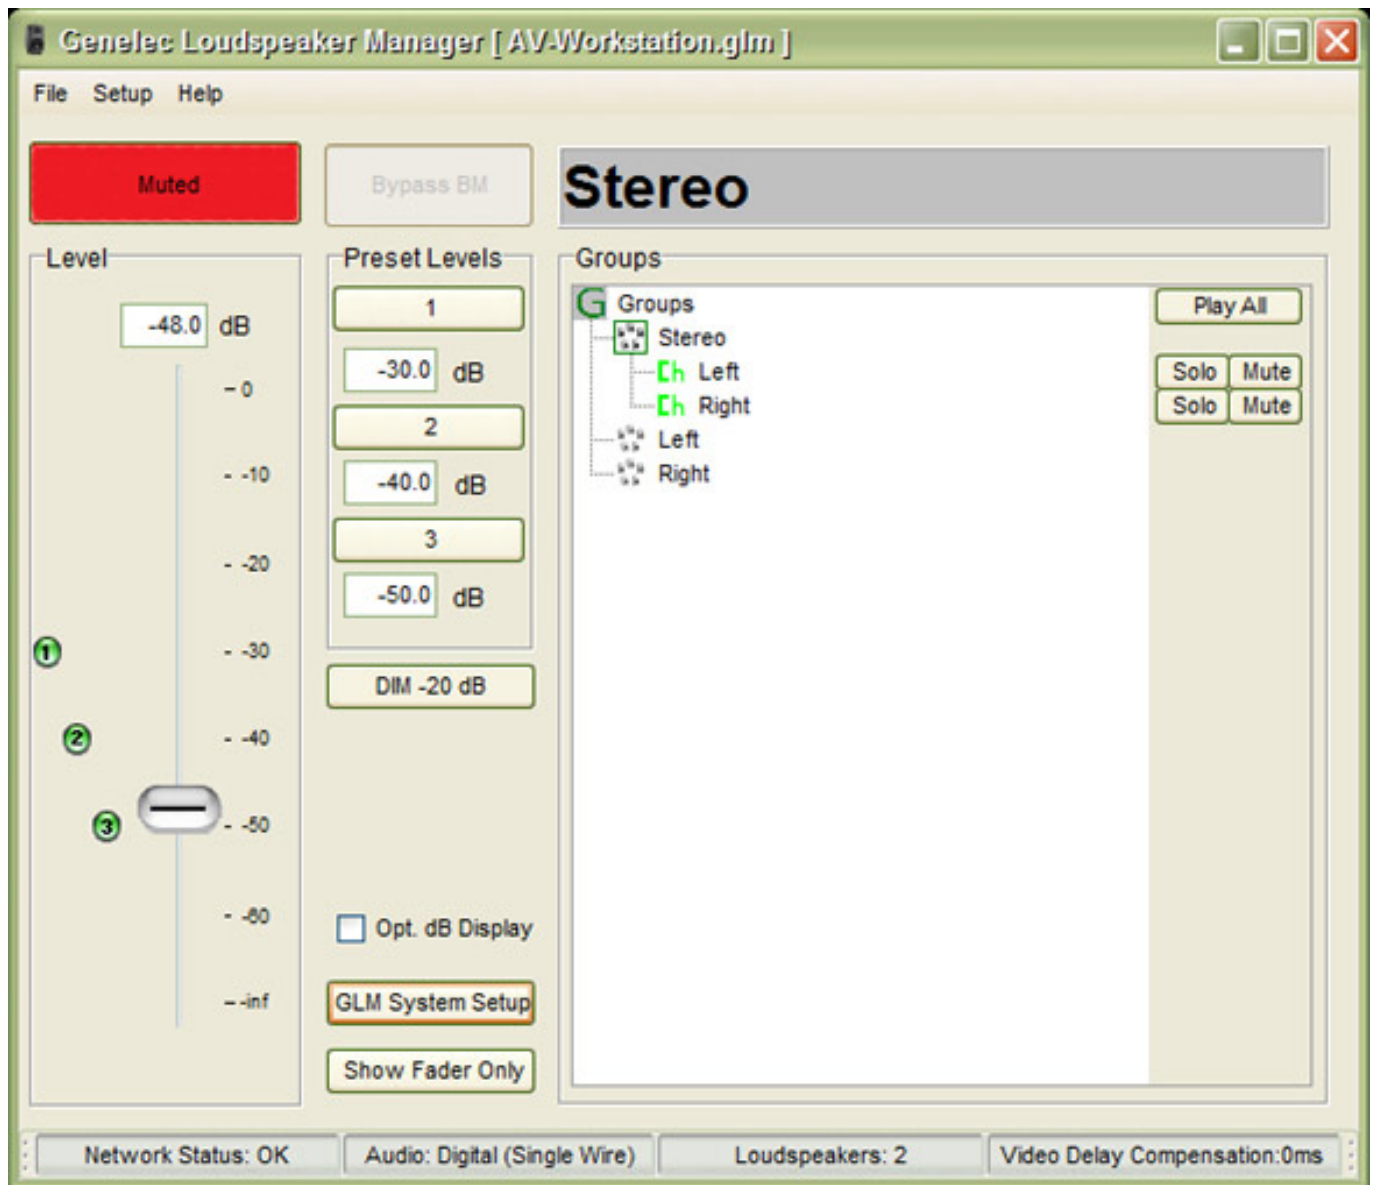 Genelec Loudspeaker Manager [ AV-Workstation.glm ]
File Setup Help
Muted
Bypass BM
Stereo
Level
-48.0 dB
- 0
- -10
- -20
- -30
- -40
- -50
- -60
- -inf
1
2
3
Preset Levels
1
-30.0 dB
2
-40.0 dB
3
-50.0 dB
DIM -20 dB
Opt. dB Display
GLM System Setup
Show Fader Only
Groups
G Groups
Stereo
Ch Left
Ch Right
Left
Right
Play All
Solo Mute
Solo Mute
Network Status: OK
Audio: Digital (Single Wire)
Loudspeakers: 2
Video Delay Compensation:0ms